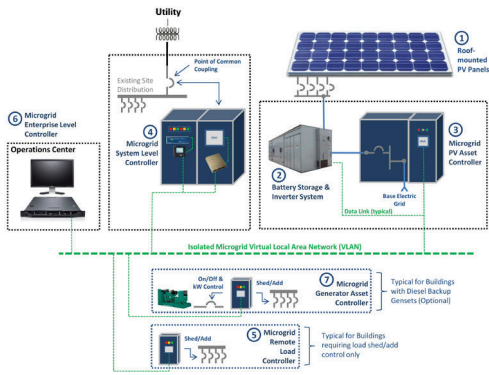 Utility
Point of Common
Coupling
Existing Site
Distribution
1
Roof-
mounted
PV Panels
6
Microgrid
Enterprise Level
Controller
Operations Center
4
Microgrid
System Level
Controller
2
Battery Storage &
Inverter System
3
Microgrid
PV Asset
Controller
Base Electric
Grid
Data Link (typical)
Isolated Microgrid Virtual Local Area Network (VLAN)
On/Off &
kW Control
Shed/Add
7
Microgrid
Generator Asset
Controller
Typical for Buildings
with Diesel Backup
Gensets (Optional)
Shed/Add
5
Microgrid
Remote
Load
Controller
Typical for Buildings
requiring load shed/add
control only